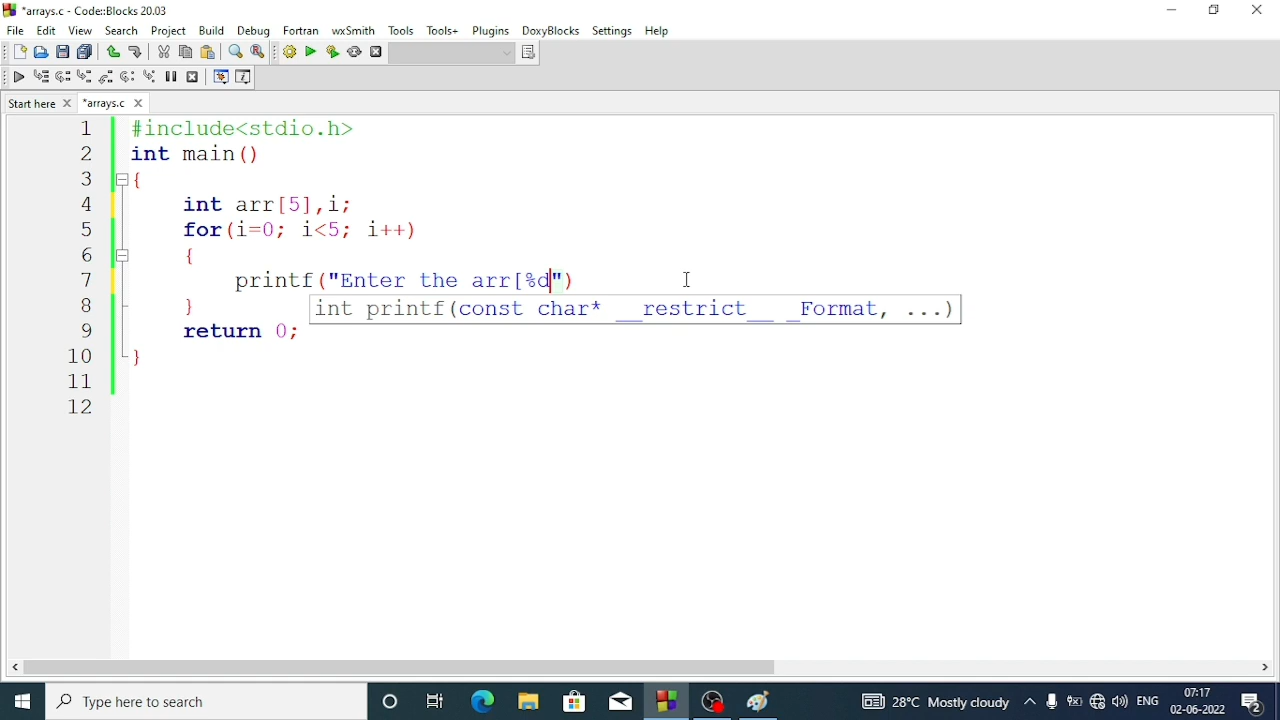 *arrays.c - Code::Blocks 20.03
File Edit View Search Project Build Debug Fortran wxSmith Tools Tools+ Plugins DoxyBlocks Settings Help
Start here *arrays.c
1 #include<stdio.h>
2 int main()
3 {
4 int arr[5],i;
5 for(i=0; i<5; i++)
6 {
7 printf("Enter the arr[%d")
8 }
int printf(const char* __restrict__ _Format, ...)
9 return 0;
10 }
11
12
Type here to search
28°C Mostly cloudy
ENG
07:17
02-06-2022
2